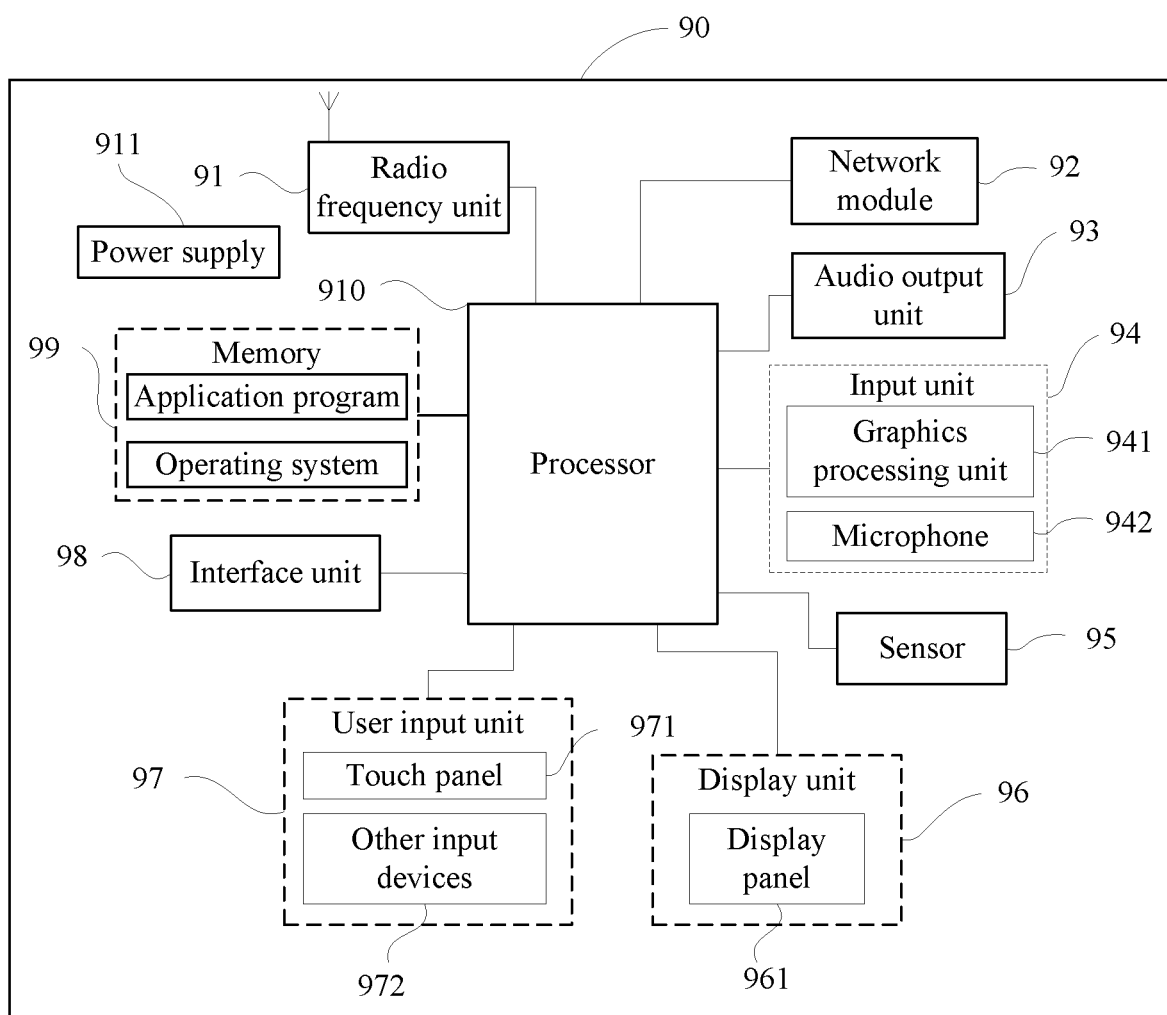 90
911
Power supply
91
Radio
frequency unit
Network
module
92
93
Audio output
unit
910
99
Memory
Application program
Operating system
Processor
94
Input unit
Graphics
processing unit
941
Microphone
942
98
Interface unit
Sensor
95
User input unit
971
97
Touch panel
Other input
devices
972
Display unit
96
Display
panel
961